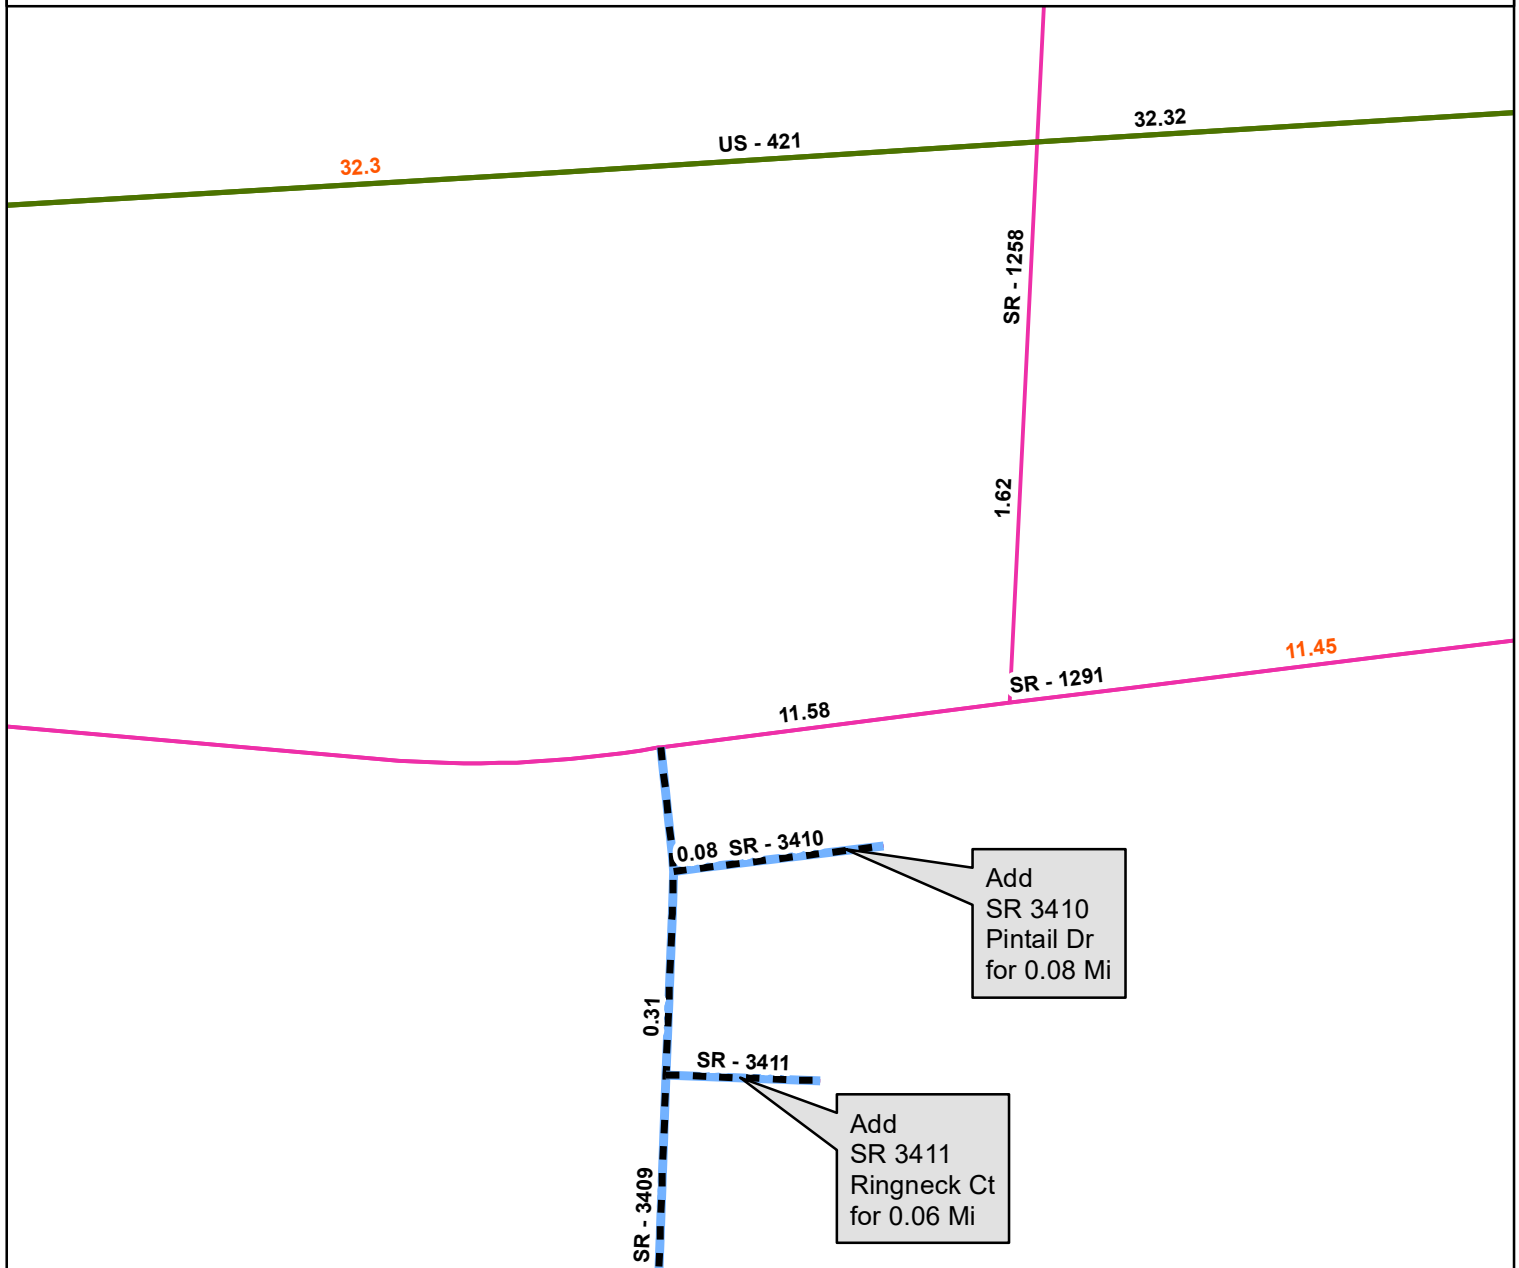 32.32
US - 421
32.3
SR - 1258
1.62
11.45
SR - 1291
11.58
0.08 SR - 3410
Add
SR 3410
Pintail Dr
for 0.08 Mi
0.31
SR - 3411
Add
SR 3411
Ringneck Ct
for 0.06 Mi
SR - 3409